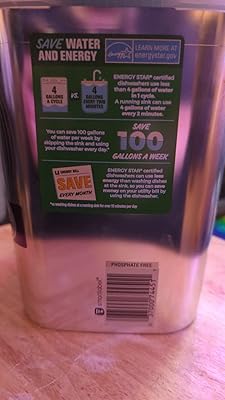 SAVE WATER
AND ENERGY
LEARN MORE AT
energystar.gov
4
GALLONS
A CYCLE
VS.
4
GALLONS
EVERY TWO
MINUTES
ENERGY STAR® certified
dishwashers can use less
than 4 gallons of water
in 1 cycle.
A running sink can use
4 gallons of water
every 2 minutes.
You can save 100 gallons
of water per week by
skipping the sink and using
your dishwasher every day.*
SAVE
100
GALLONS A WEEK
ENERGY BILL
SAVE
EVERY MONTH
ENERGY STAR® certified
dishwashers can use less
energy than washing dishes
at the sink, so you can save
money on your utility bill by
using the dishwasher.
PHOSPHATE FREE
smartlabel